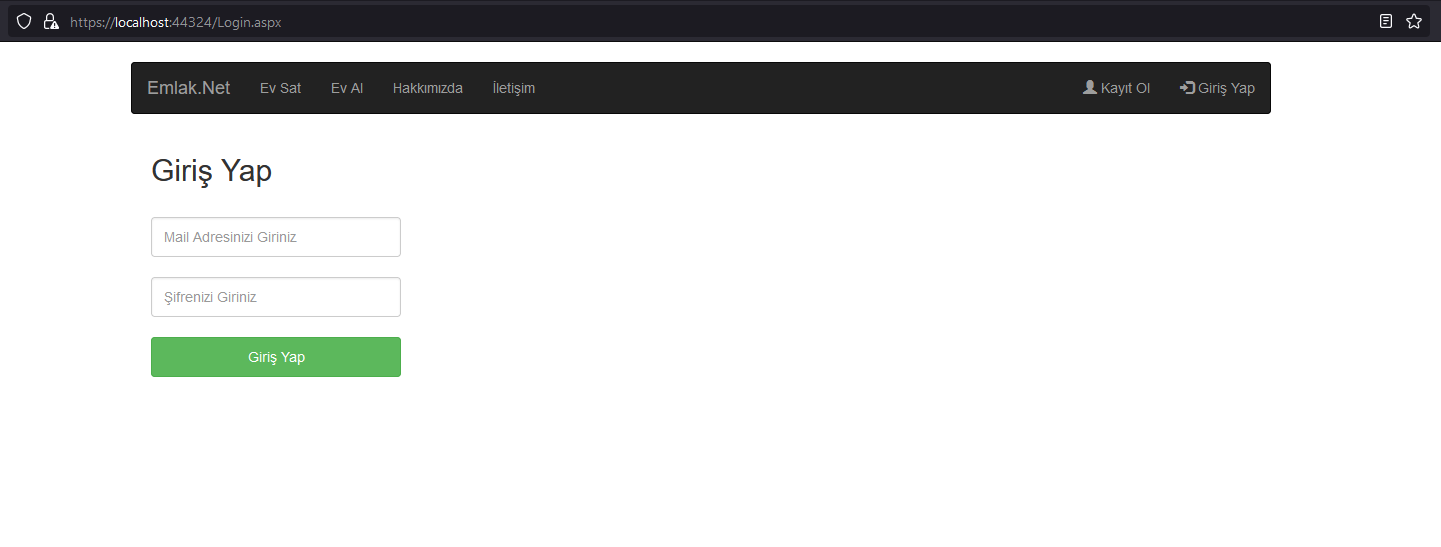 https://localhost:44324/Login.aspx
Emlak.Net Ev Sat Ev Al Hakkımızda İletişim Kayıt Ol Giriş Yap
Giriş Yap
Mail Adresinizi Giriniz
Şifrenizi Giriniz
Giriş Yap